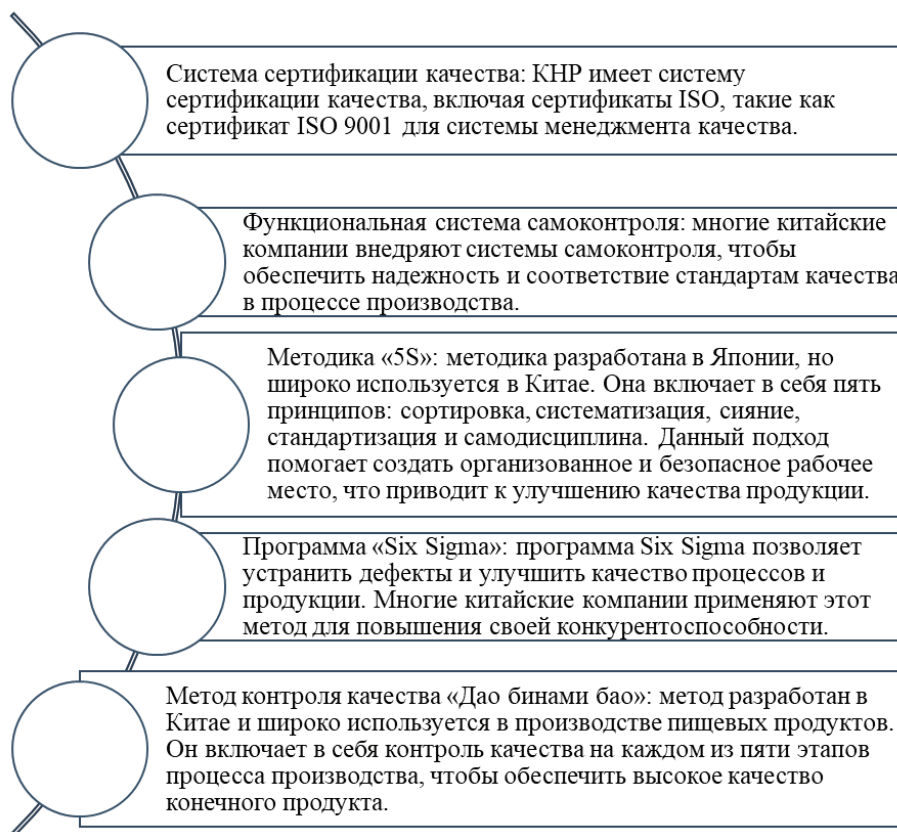 Система сертификации качества: КНР имеет систему
сертификации качества, включая сертификаты ISO, такие как
сертификат ISO 9001 для системы менеджмента качества.
Функциональная система самоконтроля: многие китайские
компании внедряют системы самоконтроля, чтобы
обеспечить надежность и соответствие стандартам качества
в процессе производства.
Методика «5S»: методика разработана в Японии, но
широко используется в Китае. Она включает в себя пять
принципов: сортировка, систематизация, сияние,
стандартизация и самодисциплина. Данный подход
помогает создать организованное и безопасное рабочее
место, что приводит к улучшению качества продукции.
Программа «Six Sigma»: программа Six Sigma позволяет
устранить дефекты и улучшить качество процессов и
продукции. Многие китайские компании применяют этот
метод для повышения своей конкурентоспособности.
Метод контроля качества «Дао бинами бао»: метод разработан в
Китае и широко используется в производстве пищевых продуктов.
Он включает в себя контроль качества на каждом из пяти этапов
процесса производства, чтобы обеспечить высокое качество
конечного продукта.